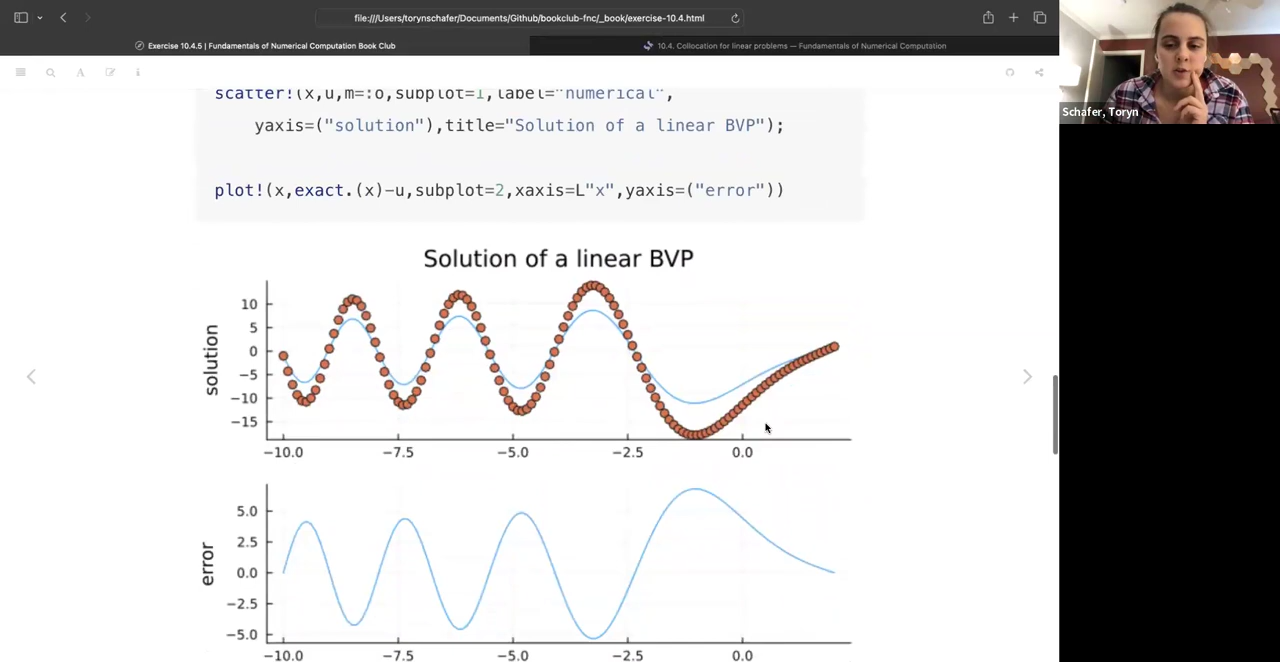 file:///Users/torynschafer/Documents/Github/bookclub-fnc/_book/exercise-10.4.html
Exercise 10.4.5 | Fundamentals of Numerical Computation Book Club
10.4. Collocation for linear problems — Fundamentals of Numerical Computation
Schafer, Toryn
scatter!(x,u,m=:o,subplot=1,label="numerical",
yaxis=("solution"),title="Solution of a linear BVP");
plot!(x,exact.(x)-u,subplot=2,xaxis=L"x",yaxis=("error"))
Solution of a linear BVP
solution
10
5
0
−5
−10
−15
−10.0 −7.5 −5.0 −2.5 0.0
error
5.0
2.5
0.0
−2.5
−5.0
−10.0 −7.5 −5.0 −2.5 0.0